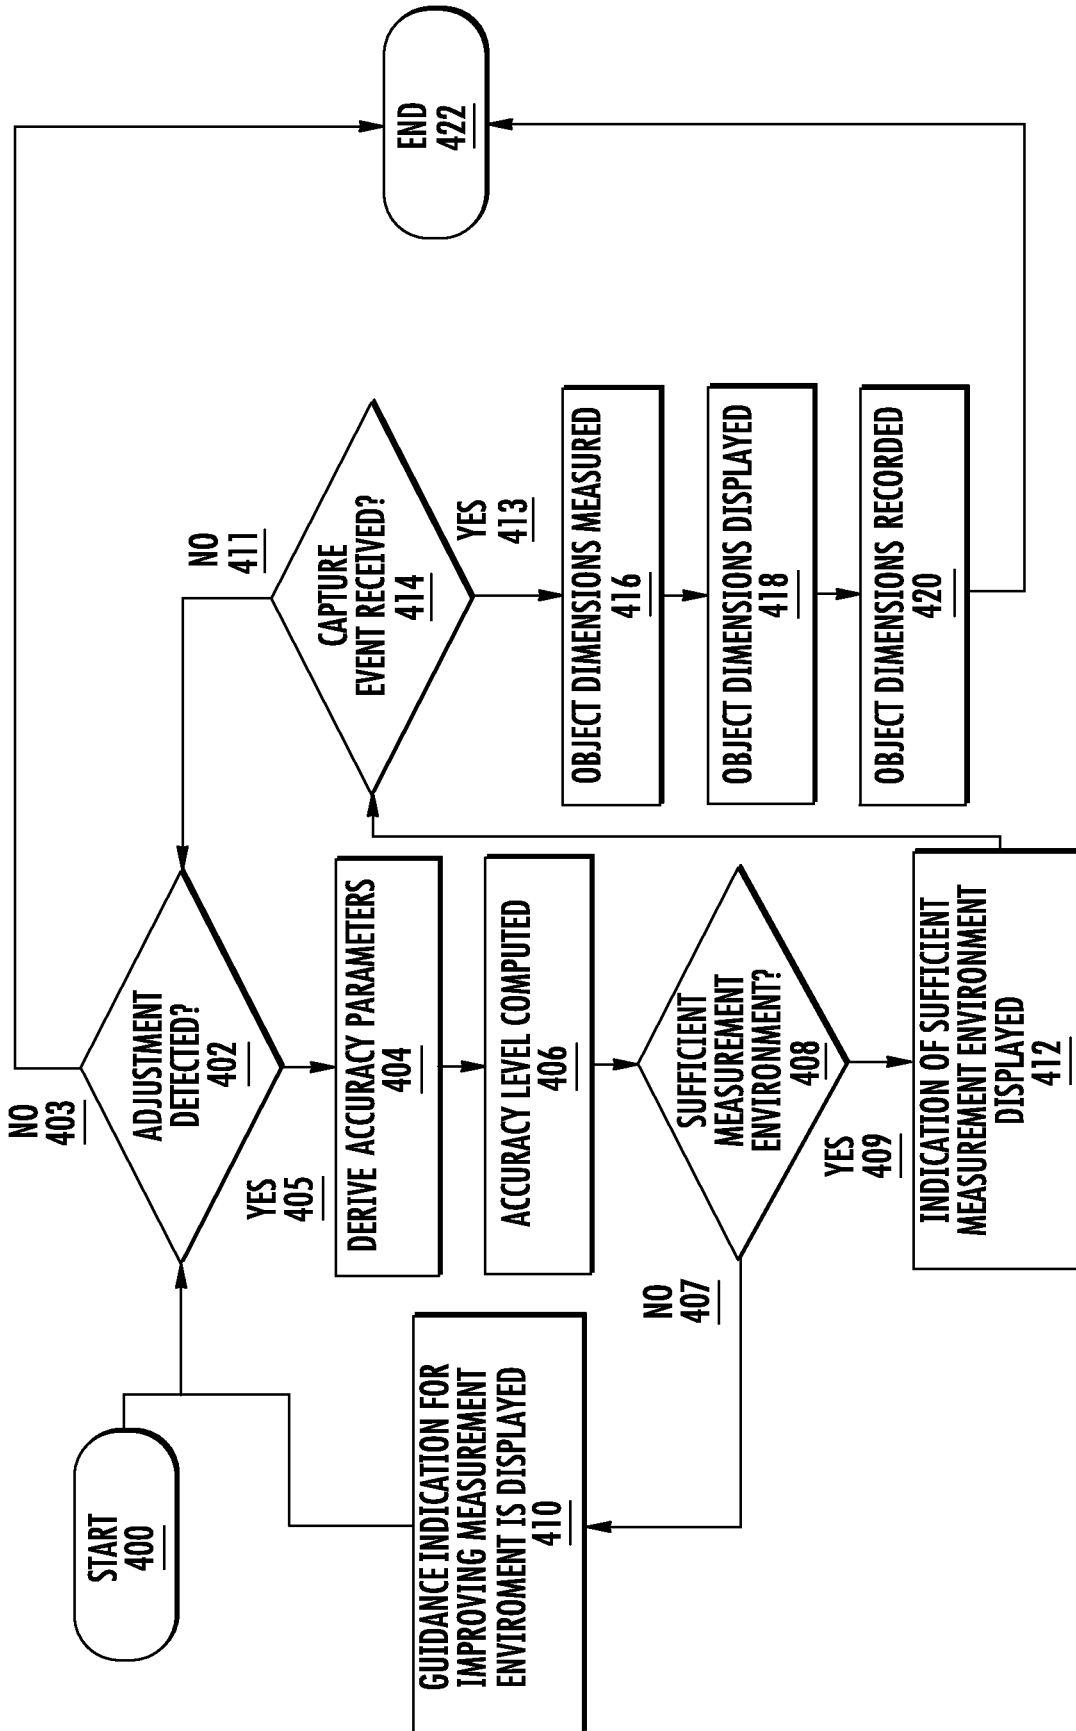 START
400
ADJUSTMENT
DETECTED?
402
NO
403
YES
405
DERIVE ACCURACY PARAMETERS
404
ACCURACY LEVEL COMPUTED
406
SUFFICIENT
MEASUREMENT
ENVIRONMENT?
408
NO
407
GUIDANCE INDICATION FOR
IMPROVING MEASUREMENT
ENVIROMENT IS DISPLAYED
410
YES
409
INDICATION OF SUFFICIENT
MEASUREMENT ENVIRONMENT
DISPLAYED
412
CAPTURE
EVENT RECEIVED?
414
NO
411
YES
413
OBJECT DIMENSIONS MEASURED
416
OBJECT DIMENSIONS DISPLAYED
418
OBJECT DIMENSIONS RECORDED
420
END
422